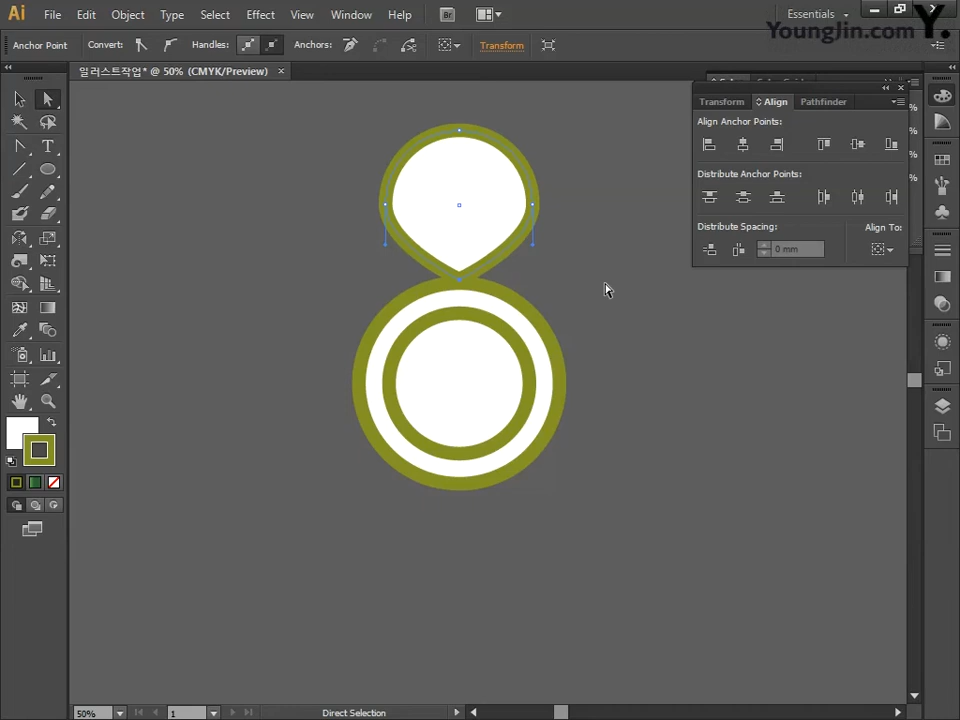 Ai File Edit Object Type Select Effect View Window Help Br Essentials
YoungJin.com Y.
Anchor Point Convert: Handles: Anchors: Transform
일러스트작업* @ 50% (CMYK/Preview) ×
Transform Align Pathfinder
Align Anchor Points:
Distribute Anchor Points:
Distribute Spacing: Align To:
0 mm
%
%
%
%
50% 1 Direct Selection